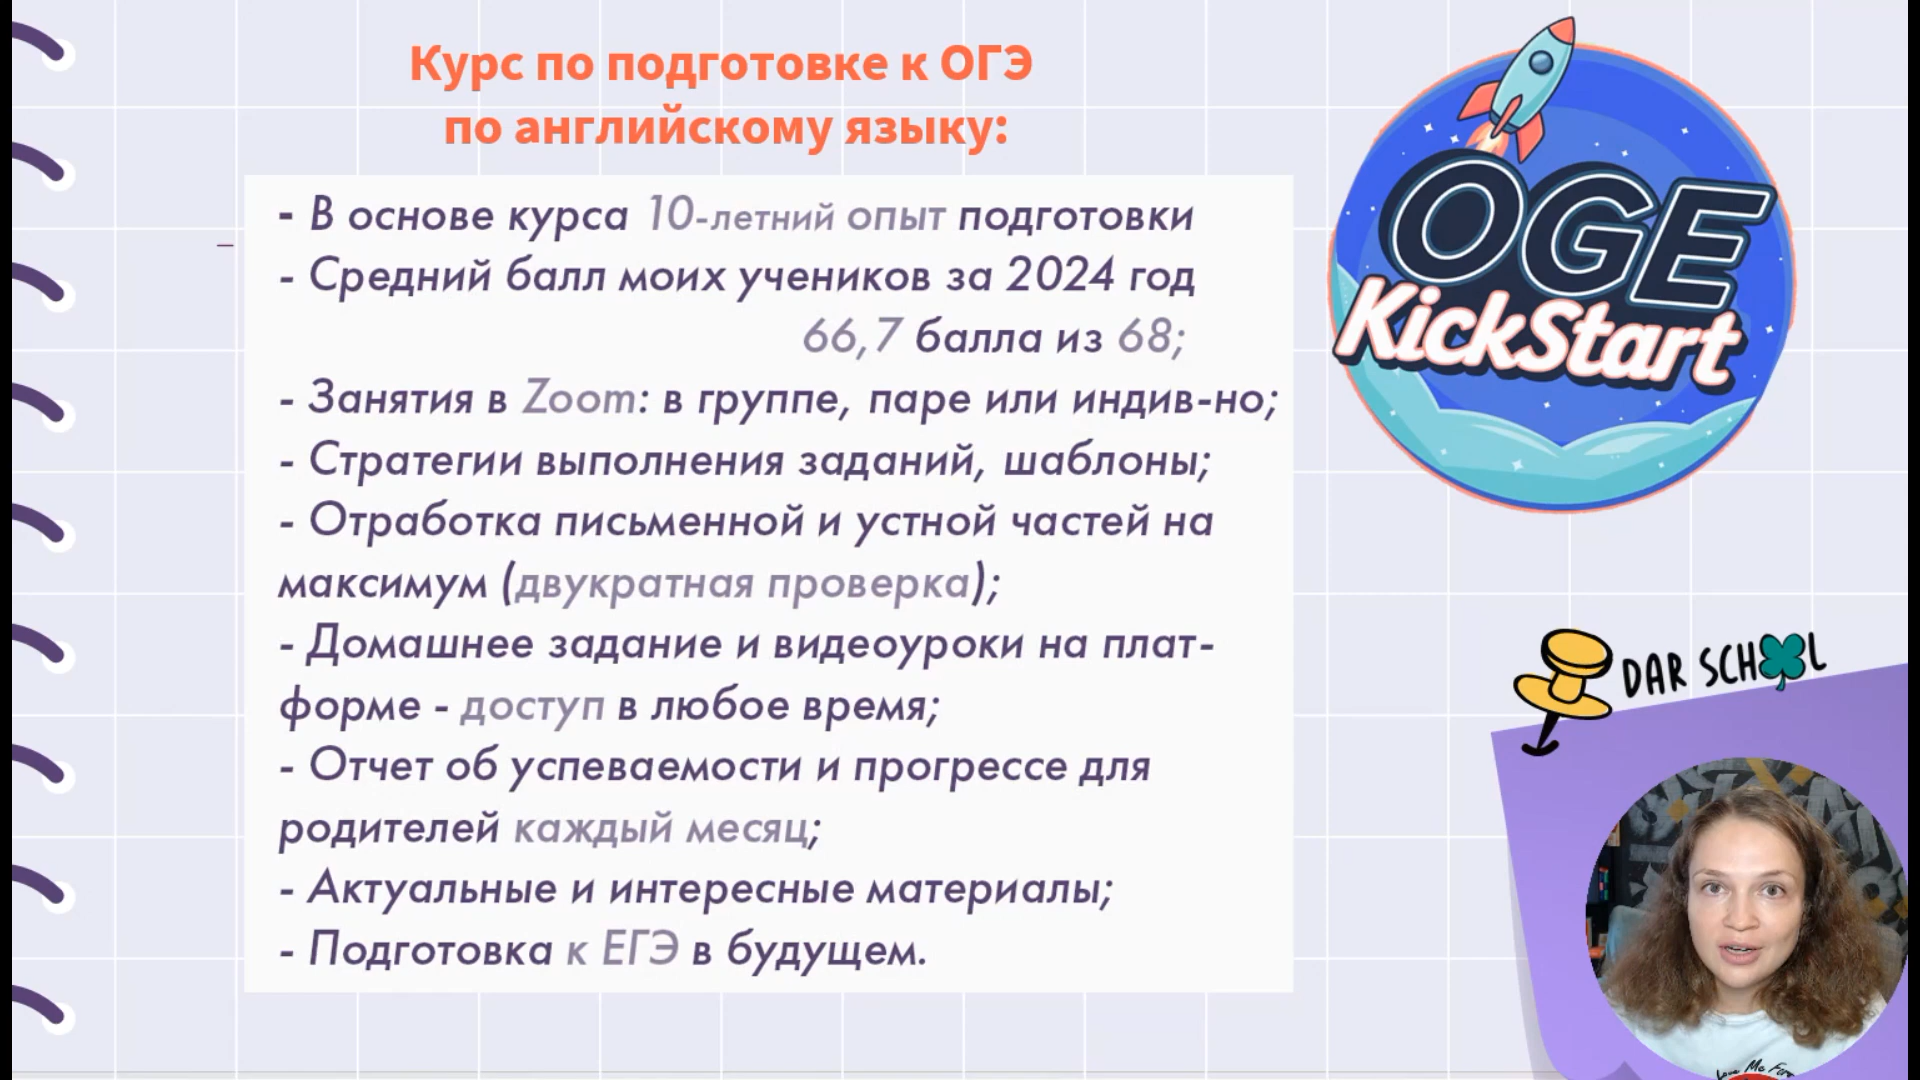 Курс по подготовке к ОГЭ
по английскому языку:
- В основе курса 10-летний опыт подготовки
- Средний балл моих учеников за 2024 год
66,7 балла из 68;
- Занятия в Zoom: в группе, паре или индив-но;
- Стратегии выполнения заданий, шаблоны;
- Отработка письменной и устной частей на
максимум (двукратная проверка);
- Домашнее задание и видеоуроки на плат-
форме - доступ в любое время;
- Отчет об успеваемости и прогрессе для
родителей каждый месяц;
- Актуальные и интересные материалы;
- Подготовка к ЕГЭ в будущем.
OGE
KickStart
DAR SCHOOL
Love Me